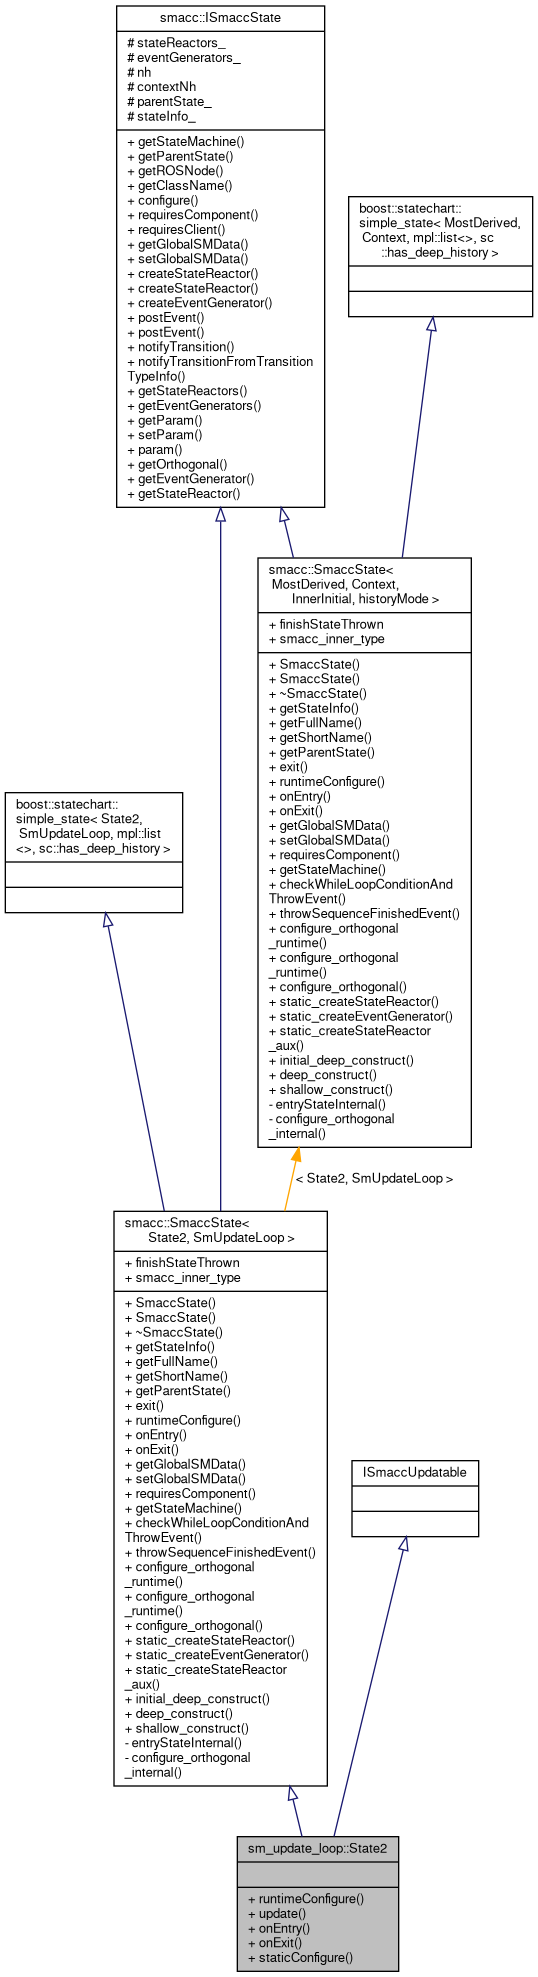 smacc::ISmaccState
# stateReactors_
# eventGenerators_
# nh
# contextNh
# parentState_
# stateInfo_
+ getStateMachine()
+ getParentState()
+ getROSNode()
+ getClassName()
+ configure()
+ requiresComponent()
+ requiresClient()
+ getGlobalSMData()
+ setGlobalSMData()
+ createStateReactor()
+ createStateReactor()
+ createEventGenerator()
+ postEvent()
+ postEvent()
+ notifyTransition()
+ notifyTransitionFromTransition
TypeInfo()
+ getStateReactors()
+ getEventGenerators()
+ getParam()
+ setParam()
+ param()
+ getOrthogonal()
+ getEventGenerator()
+ getStateReactor()
boost::statechart::
simple_state< MostDerived,
Context, mpl::list<>, sc
::has_deep_history >
smacc::SmaccState<
MostDerived, Context,
InnerInitial, historyMode >
+ finishStateThrown
+ smacc_inner_type
+ SmaccState()
+ SmaccState()
+ ~SmaccState()
+ getStateInfo()
+ getFullName()
+ getShortName()
+ getParentState()
+ exit()
+ runtimeConfigure()
+ onEntry()
+ onExit()
+ getGlobalSMData()
+ setGlobalSMData()
+ requiresComponent()
+ getStateMachine()
+ checkWhileLoopConditionAnd
ThrowEvent()
+ throwSequenceFinishedEvent()
+ configure_orthogonal
_runtime()
+ configure_orthogonal
_runtime()
+ configure_orthogonal()
+ static_createStateReactor()
+ static_createEventGenerator()
+ static_createStateReactor
_aux()
+ initial_deep_construct()
+ deep_construct()
+ shallow_construct()
- entryStateInternal()
- configure_orthogonal
_internal()
boost::statechart::
simple_state< State2,
SmUpdateLoop, mpl::list
<>, sc::has_deep_history >
< State2, SmUpdateLoop >
smacc::SmaccState<
State2, SmUpdateLoop >
+ finishStateThrown
+ smacc_inner_type
+ SmaccState()
+ SmaccState()
+ ~SmaccState()
+ getStateInfo()
+ getFullName()
+ getShortName()
+ getParentState()
+ exit()
+ runtimeConfigure()
+ onEntry()
+ onExit()
+ getGlobalSMData()
+ setGlobalSMData()
+ requiresComponent()
+ getStateMachine()
+ checkWhileLoopConditionAnd
ThrowEvent()
+ throwSequenceFinishedEvent()
+ configure_orthogonal
_runtime()
+ configure_orthogonal
_runtime()
+ configure_orthogonal()
+ static_createStateReactor()
+ static_createEventGenerator()
+ static_createStateReactor
_aux()
+ initial_deep_construct()
+ deep_construct()
+ shallow_construct()
- entryStateInternal()
- configure_orthogonal
_internal()
ISmaccUpdatable
sm_update_loop::State2
+ runtimeConfigure()
+ update()
+ onEntry()
+ onExit()
+ staticConfigure()